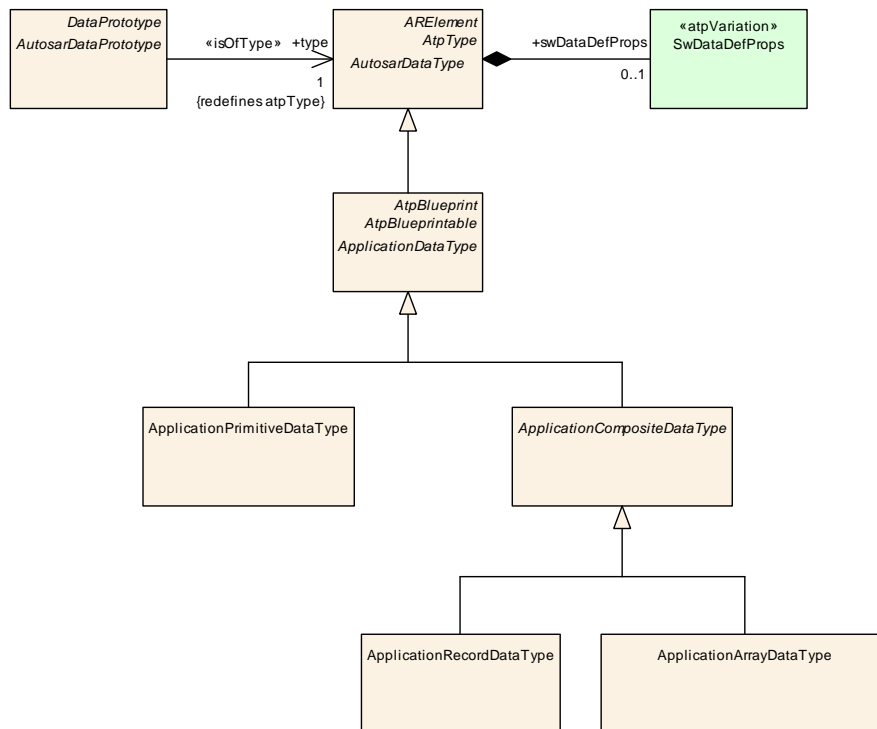 DataPrototype
AutosarDataPrototype
«isOfType»
+type
1
{redefines atpType}
ARElement
AtpType
AutosarDataType
+swDataDefProps
0..1
«atpVariation»
SwDataDefProps
AtpBlueprint
AtpBlueprintable
ApplicationDataType
ApplicationPrimitiveDataType
ApplicationCompositeDataType
ApplicationRecordDataType
ApplicationArrayDataType